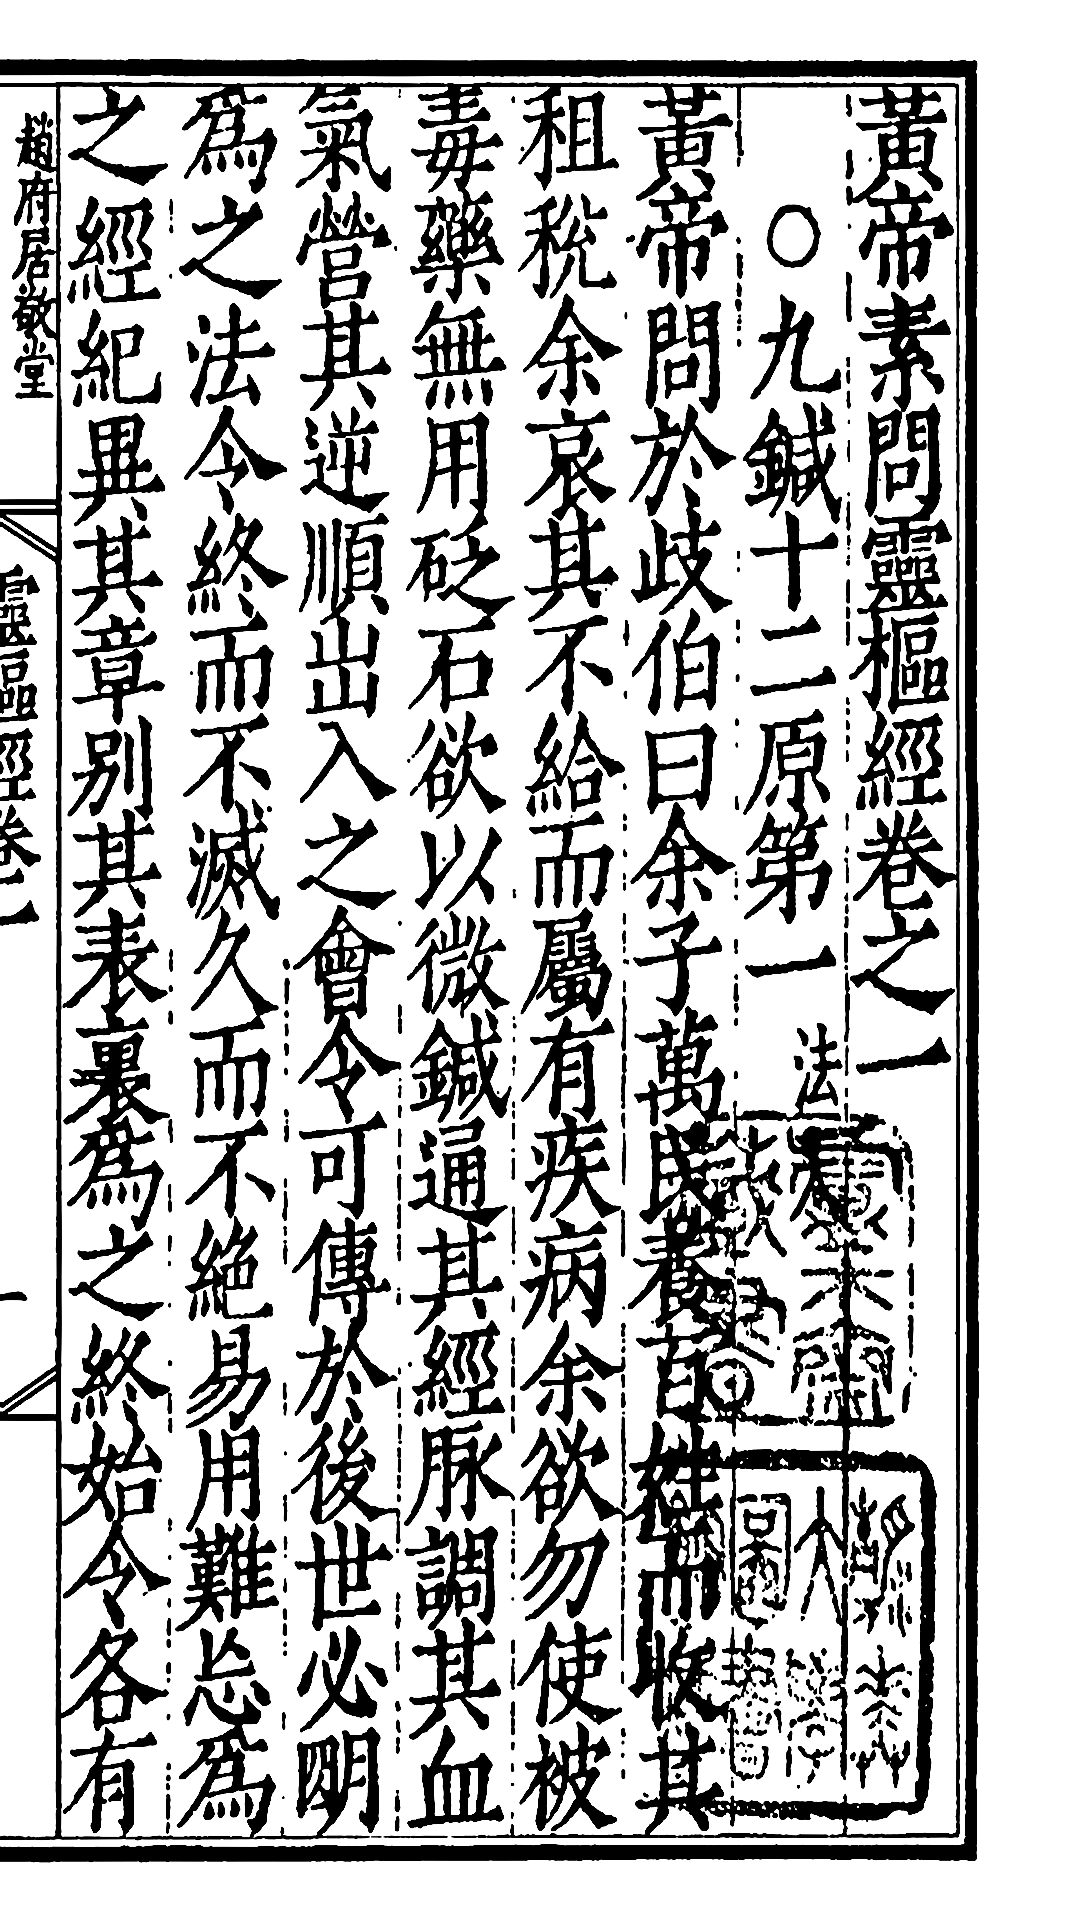 黃帝素問靈樞經卷之一
○九鍼十二原第一 法天
黃帝問於歧伯曰余子萬民養百姓而收其
租稅余哀其不給而屬有疾病余欲勿使被
毒藥無用砭石欲以微鍼通其經脉調其血
氣營其逆順出入之會令可傳於後世必明
爲之法令終而不滅久而不絕易用難忘爲
之經紀異其章別其表裏爲之終始令各有
趙府居敬堂
靈樞經卷一
一